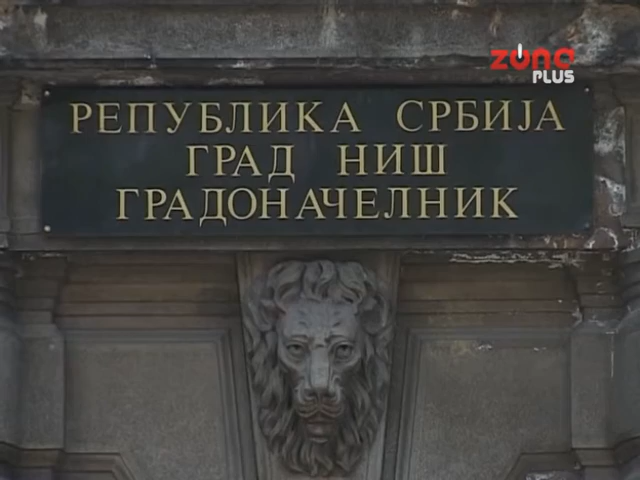 zona
PLUS
РЕПУБЛИКА СРБИЈА
ГРАД НИШ
ГРАДОНАЧЕЛНИК